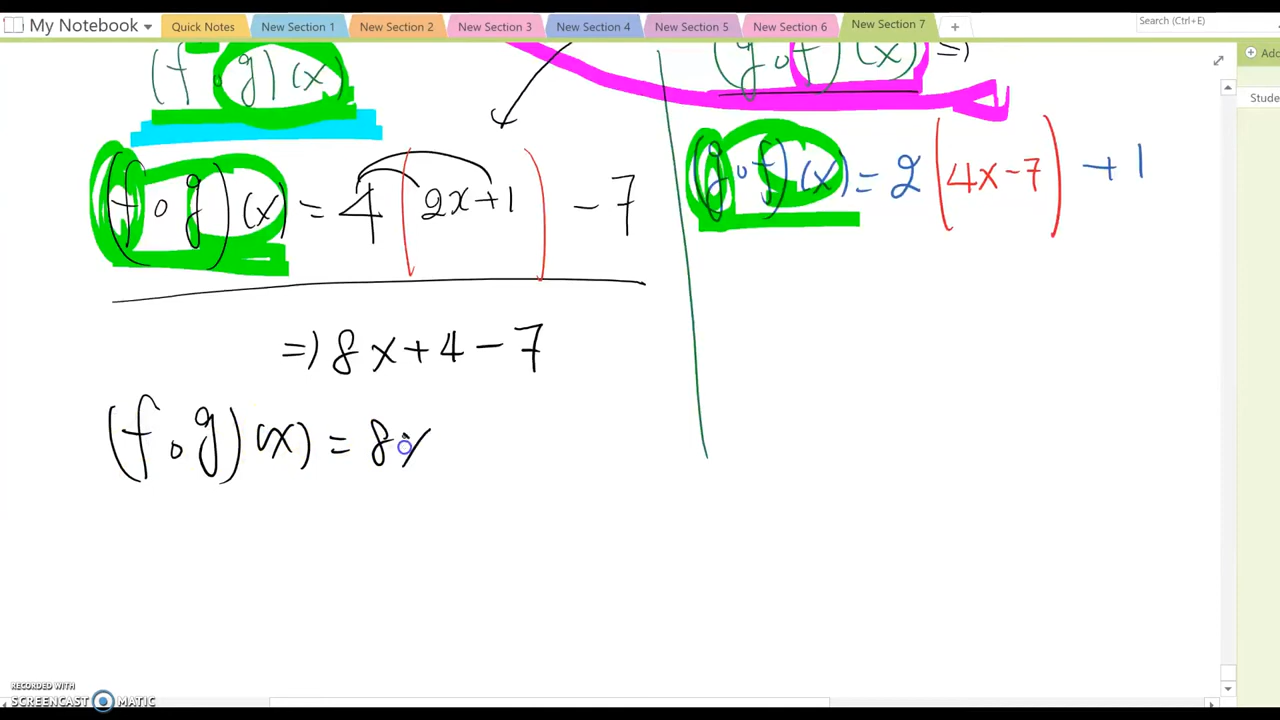 My Notebook
Quick Notes
New Section 1
New Section 2
New Section 3
New Section 4
New Section 5
New Section 6
New Section 7
+
Search (Ctrl+E)
Stude
(f∘g)(x)
(g∘f)(x) =)
(f∘g)(x) = 4(2x+1) - 7
(g∘f)(x) = 2(4x-7) + 1
=) 8x+4-7
(f∘g)(x) = 8x
RECORDED WITH
SCREENCAST MATIC